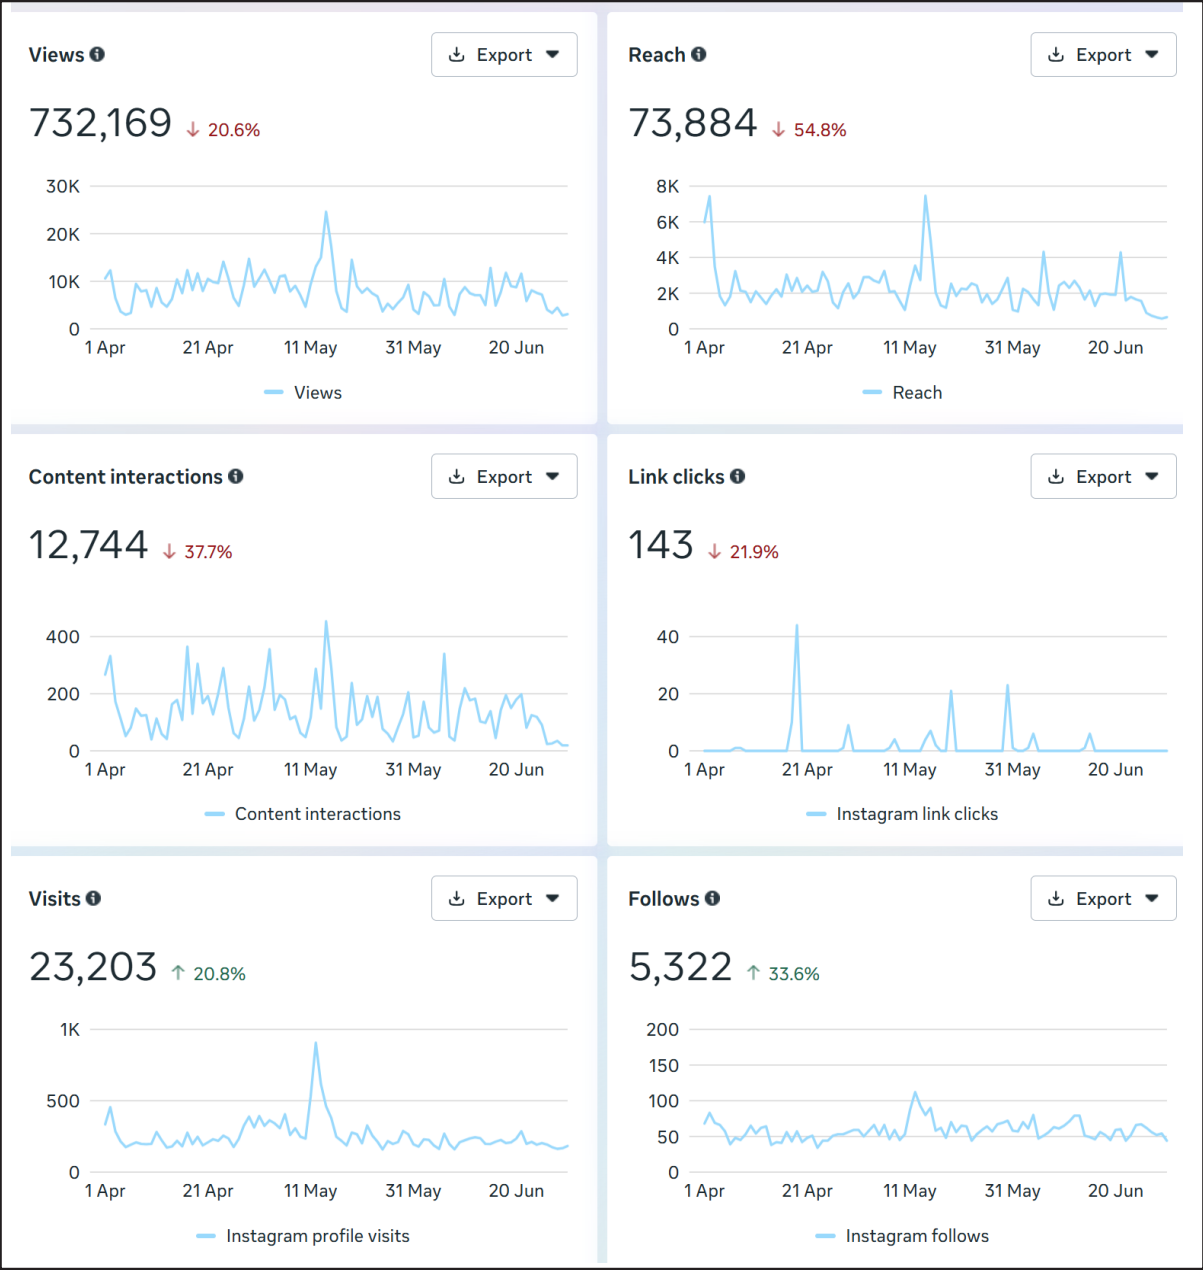 Views
Export
732,169 ↓ 20.6%
30K
20K
10K
0
1 Apr 21 Apr 11 May 31 May 20 Jun
Views
Reach
Export
73,884 ↓ 54.8%
8K
6K
4K
2K
0
1 Apr 21 Apr 11 May 31 May 20 Jun
Reach
Content interactions
Export
12,744 ↓ 37.7%
400
200
0
1 Apr 21 Apr 11 May 31 May 20 Jun
Content interactions
Link clicks
Export
143 ↓ 21.9%
40
20
0
1 Apr 21 Apr 11 May 31 May 20 Jun
Instagram link clicks
Visits
Export
23,203 ↑ 20.8%
1K
500
0
1 Apr 21 Apr 11 May 31 May 20 Jun
Instagram profile visits
Follows
Export
5,322 ↑ 33.6%
200
150
100
50
0
1 Apr 21 Apr 11 May 31 May 20 Jun
Instagram follows